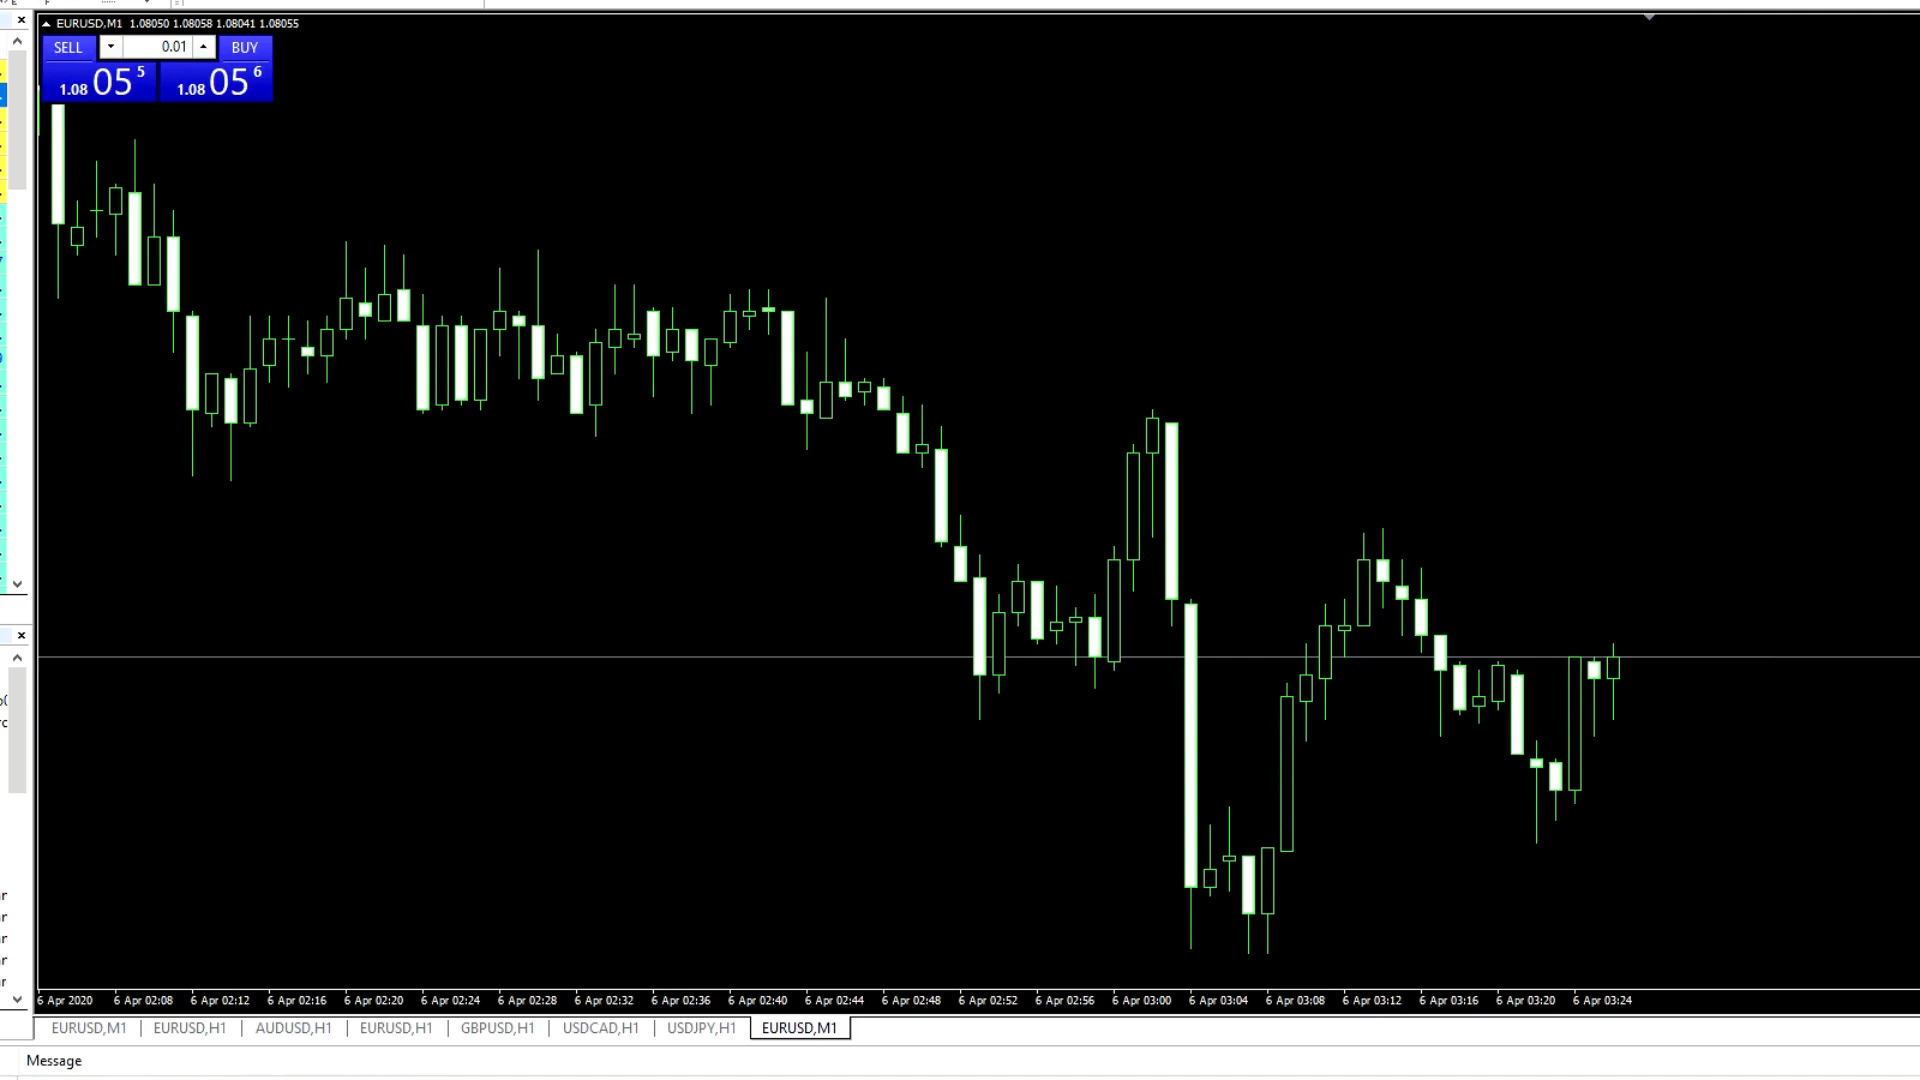 EURUSD,M1 1.08050 1.08058 1.08041 1.08055
SELL 0.01 BUY
1.08 05 5 1.08 05 6
6 Apr 2020 6 Apr 02:08 6 Apr 02:12 6 Apr 02:16 6 Apr 02:20 6 Apr 02:24 6 Apr 02:28 6 Apr 02:32 6 Apr 02:36 6 Apr 02:40 6 Apr 02:44 6 Apr 02:48 6 Apr 02:52 6 Apr 02:56 6 Apr 03:00 6 Apr 03:04 6 Apr 03:08 6 Apr 03:12 6 Apr 03:16 6 Apr 03:20 6 Apr 03:24
EURUSD,M1 EURUSD,H1 AUDUSD,H1 EURUSD,H1 GBPUSD,H1 USDCAD,H1 USDJPY,H1 EURUSD,M1
Message